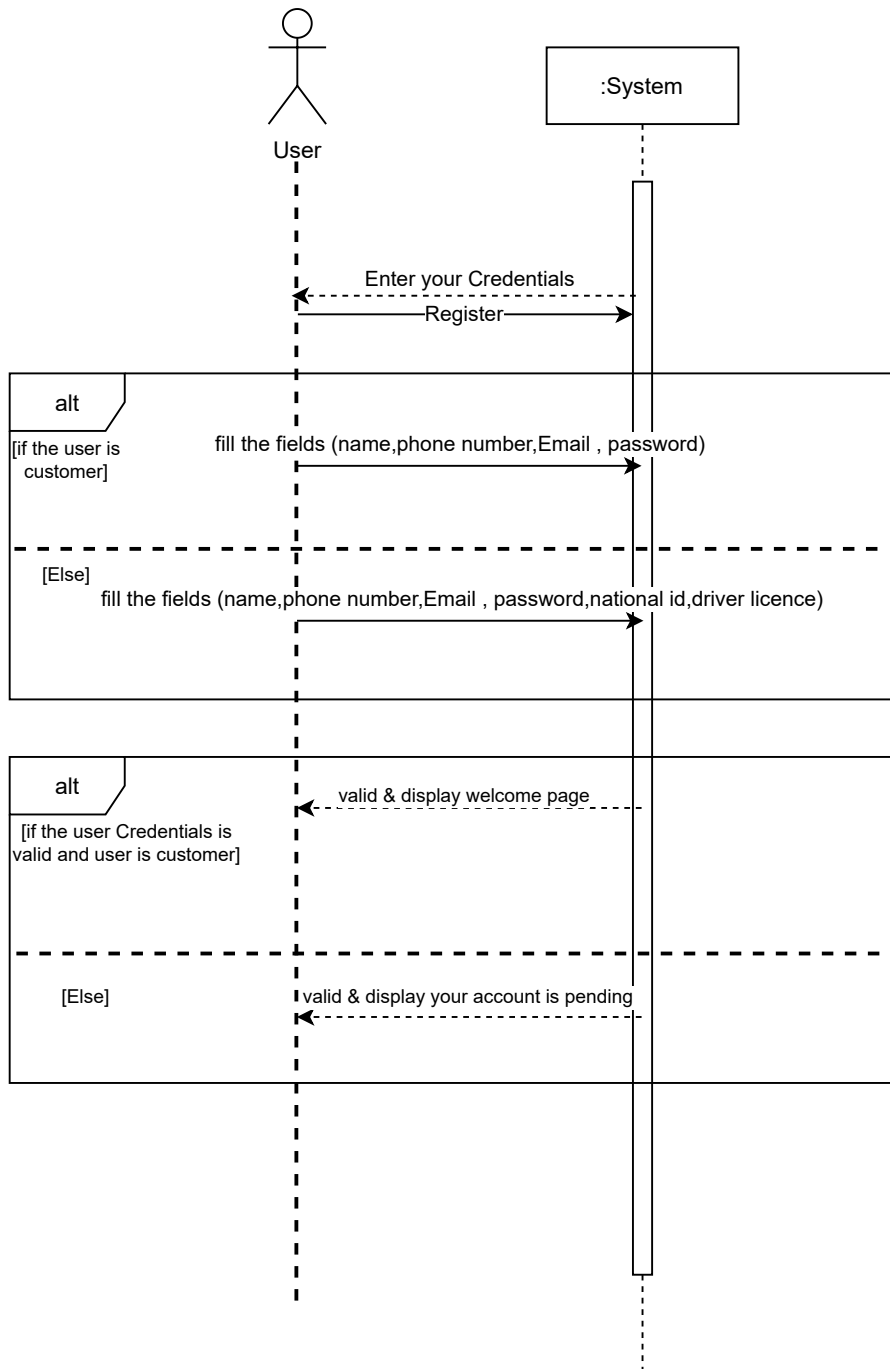 :System
User
Enter your Credentials
Register
alt
[if the user is
customer]
fill the fields (name,phone number,Email , password)
[Else]
fill the fields (name,phone number,Email , password,national id,driver licence)
alt
valid & display welcome page
[if the user Credentials is
valid and user is customer]
[Else]
valid & display your account is pending